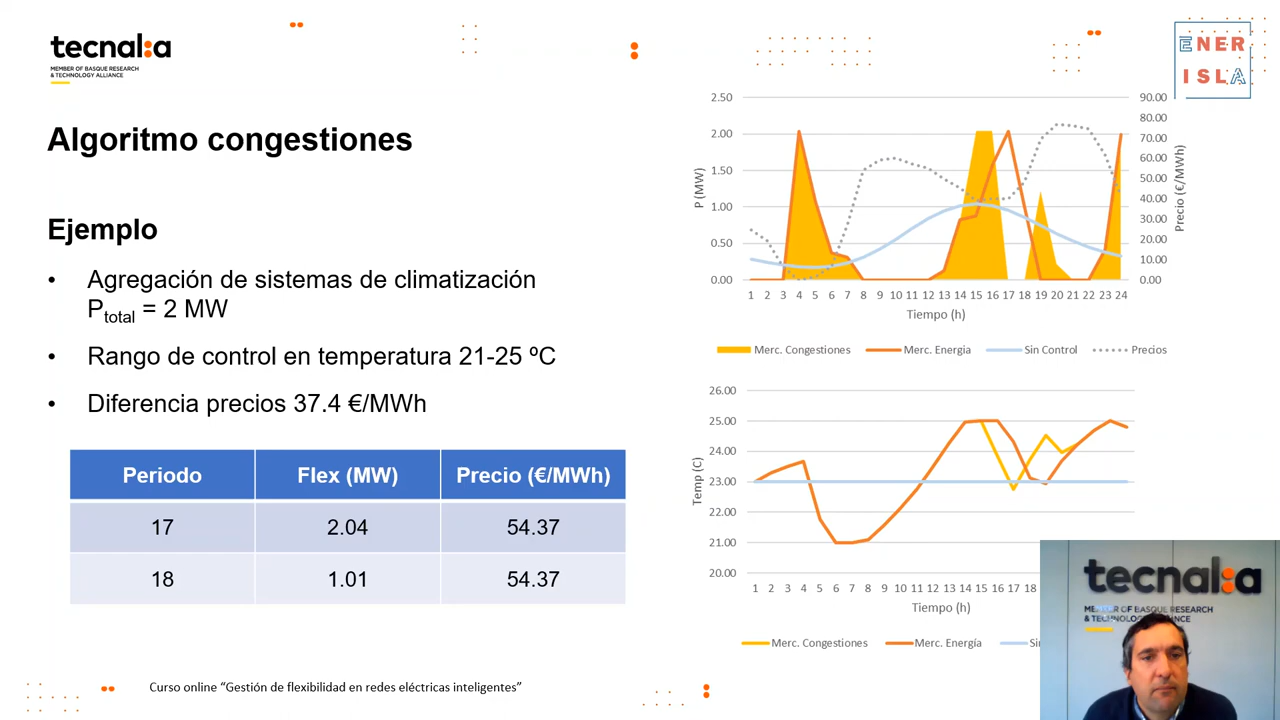 tecnal:a
MEMBER OF BASQUE RESEARCH
& TECHNOLOGY ALLIANCE
ENER
ISLA
Algoritmo congestiones
Ejemplo
• Agregación de sistemas de climatización
Ptotal = 2 MW
• Rango de control en temperatura 21-25 ºC
• Diferencia precios 37.4 €/MWh
Periodo Flex (MW) Precio (€/MWh)
17 2.04 54.37
18 1.01 54.37
2.50
2.00
1.50
1.00
0.50
0.00
P (MW)
90.00
80.00
70.00
60.00
50.00
40.00
30.00
20.00
10.00
0.00
Precio (€/MWh)
1 2 3 4 5 6 7 8 9 10 11 12 13 14 15 16 17 18 19 20 21 22 23 24
Tiempo (h)
Merc. Congestiones Merc. Energía Sin Control Precios
26.00
25.00
24.00
23.00
22.00
21.00
20.00
Temp (C)
1 2 3 4 5 6 7 8 9 10 11 12 13 14 15 16 17 18
Tiempo (h)
Merc. Congestiones Merc. Energía
tecnal:a
MEMBER OF BASQUE RESEARCH
& TECHNOLOGY ALLIANCE
Curso online “Gestión de flexibilidad en redes eléctricas inteligentes”